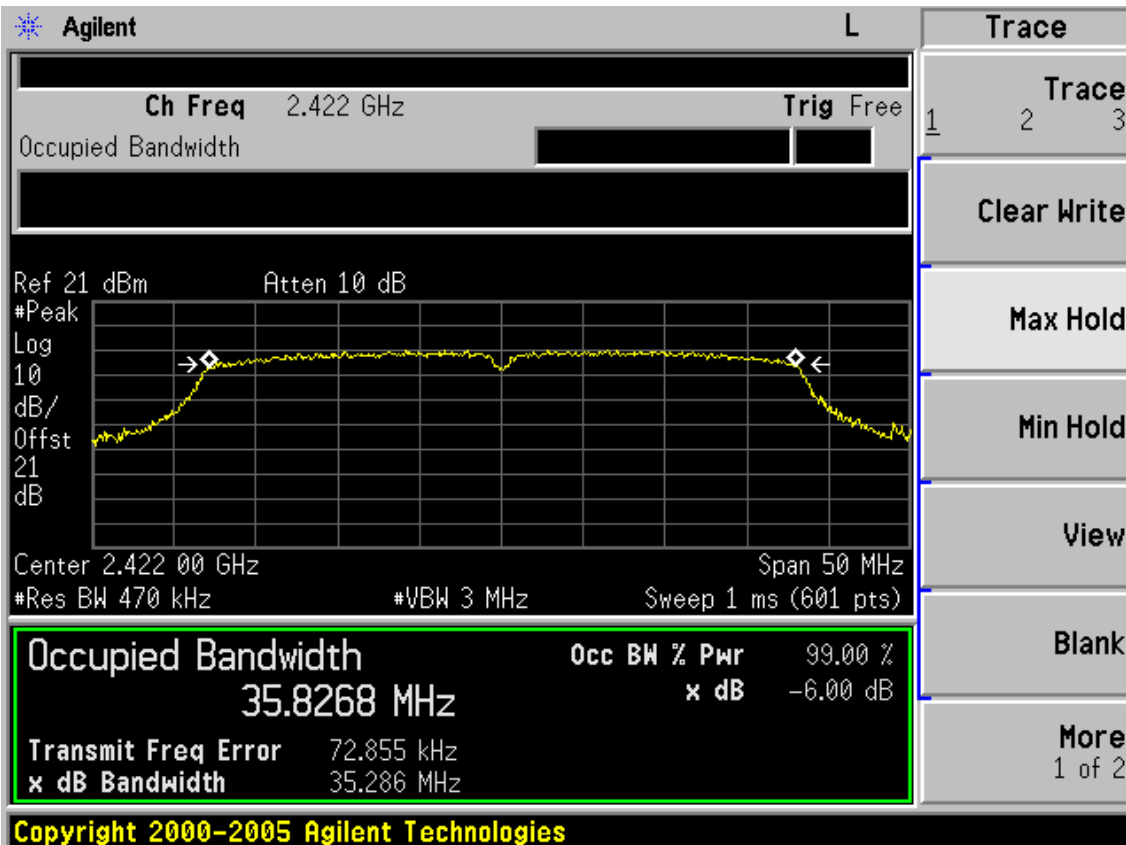 Agilent L Trace
Ch Freq 2.422 GHz Trig Free
Occupied Bandwidth
Trace
1 2 3
Clear Write
Max Hold
Min Hold
View
Blank
More
1 of 2
Ref 21 dBm Atten 10 dB
#Peak
Log
10
dB/
Offst
21
dB
Center 2.422 00 GHz Span 50 MHz
#Res BW 470 kHz #VBW 3 MHz Sweep 1 ms (601 pts)
Occupied Bandwidth Occ BW % Pwr 99.00 %
35.8268 MHz x dB -6.00 dB
Transmit Freq Error 72.855 kHz
x dB Bandwidth 35.286 MHz
Copyright 2000-2005 Agilent Technologies